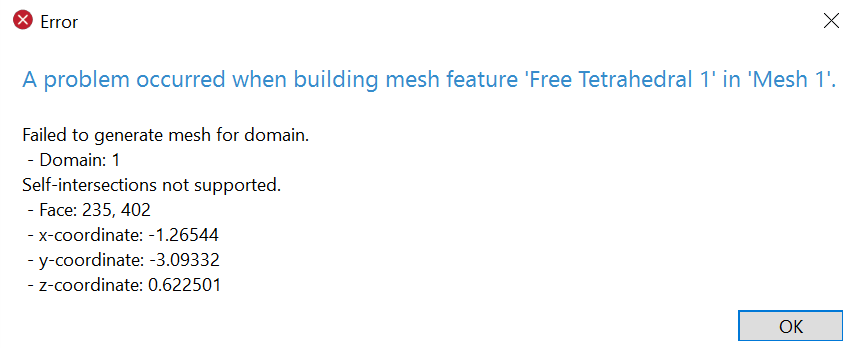 Error
A problem occurred when building mesh feature 'Free Tetrahedral 1' in 'Mesh 1'.
Failed to generate mesh for domain.
- Domain: 1
Self-intersections not supported.
- Face: 235, 402
- x-coordinate: -1.26544
- y-coordinate: -3.09332
- z-coordinate: 0.622501
OK